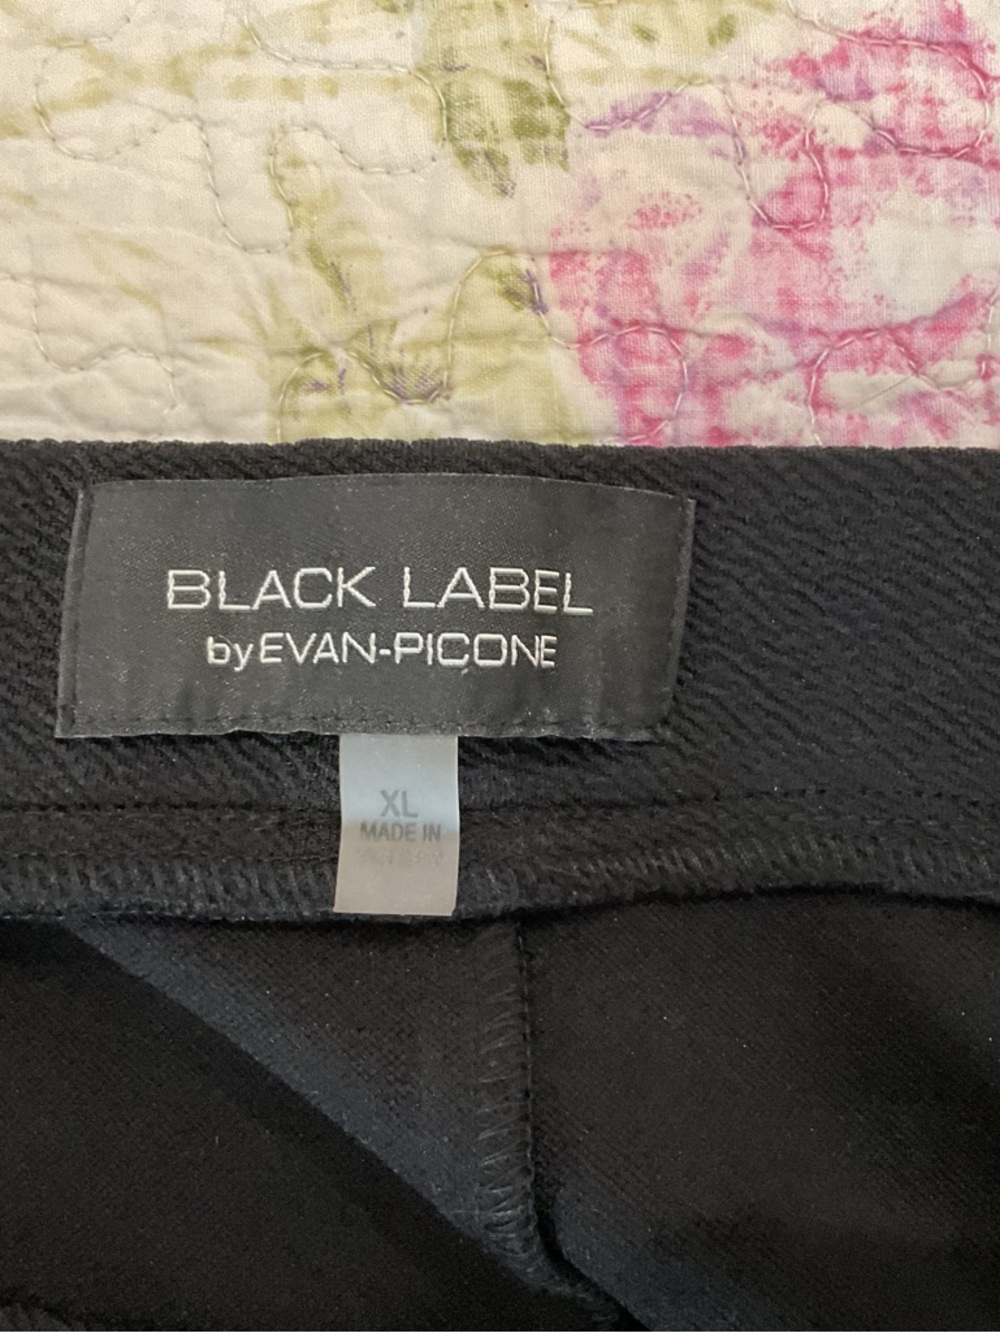 BLACK LABEL
by EVAN-PICONE
XL
MADE IN